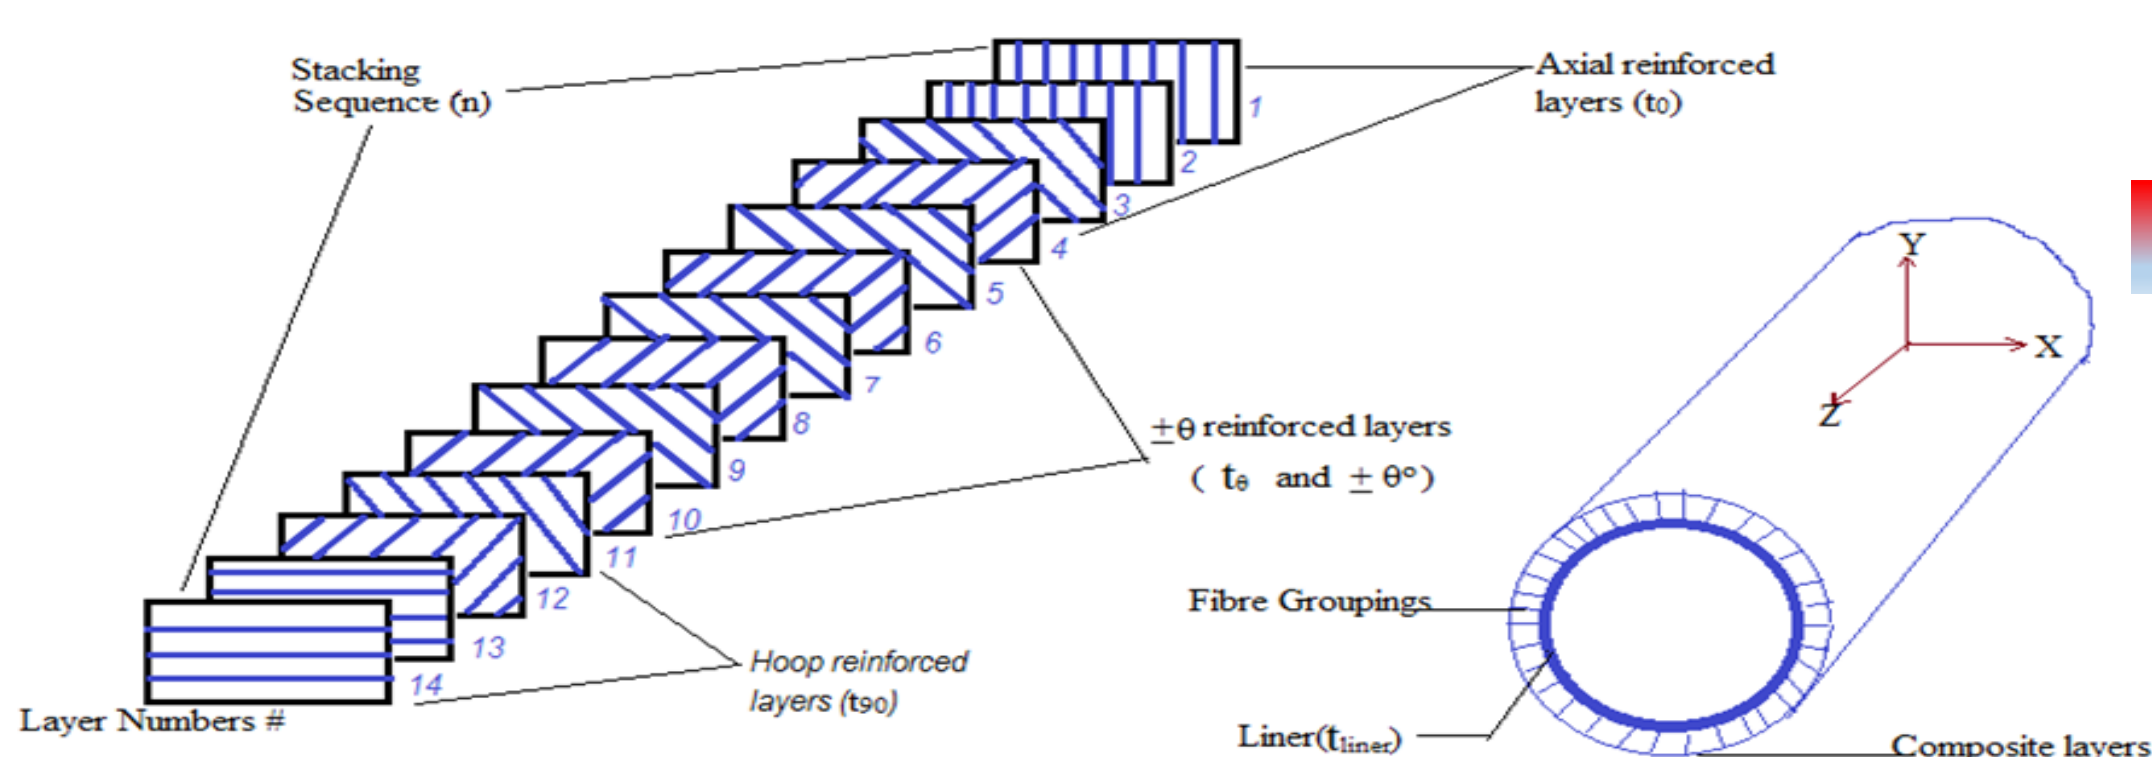 Stacking
Sequence (n)
Axial reinforced
layers (t0)
1
2
3
4
5
6
7
8
9
10
11
12
13
14
Layer Numbers #
±θ reinforced layers
( tθ and ± θ°)
Hoop reinforced
layers (t90)
Y
X
Z
Fibre Groupings
Liner(tliner)
Composite layers